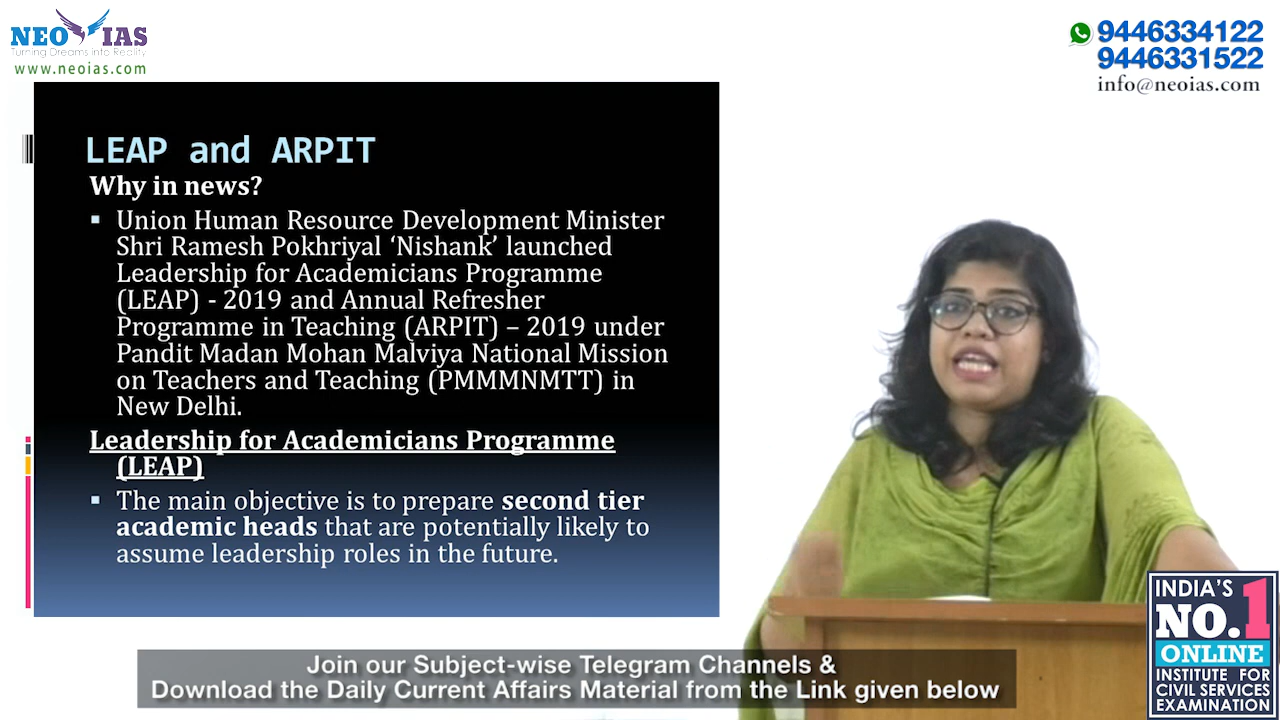 NEO IAS
Turning Dreams Into Reality
www.neoias.com
9446334122
9446331522
info@neoias.com
LEAP and ARPIT
Why in news?
Union Human Resource Development Minister
Shri Ramesh Pokhriyal ‘Nishank’ launched
Leadership for Academicians Programme
(LEAP) - 2019 and Annual Refresher
Programme in Teaching (ARPIT) – 2019 under
Pandit Madan Mohan Malviya National Mission
on Teachers and Teaching (PMMMNMTT) in
New Delhi.
Leadership for Academicians Programme
(LEAP)
The main objective is to prepare second tier
academic heads that are potentially likely to
assume leadership roles in the future.
INDIA'S
NO.1
ONLINE
INSTITUTE FOR
CIVIL SERVICES
EXAMINATION
Join our Subject-wise Telegram Channels &
Download the Daily Current Affairs Material from the Link given below